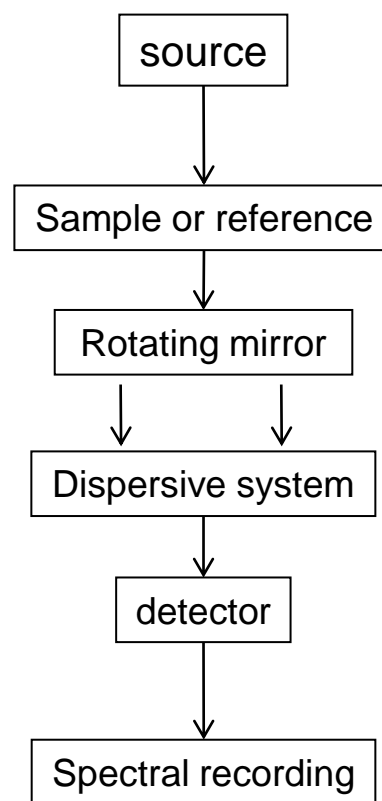 source
Sample or reference
Rotating mirror
Dispersive system
detector
Spectral recording